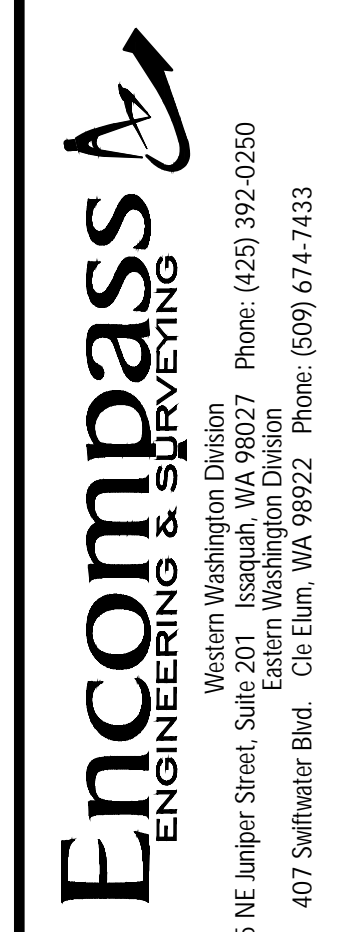 Encompass
ENGINEERING & SURVEYING
Western Washington Division
NE Juniper Street, Suite 201 Issaquah, WA 98027 Phone: (425) 392-0250
Eastern Washington Division
407 Swiftwater Blvd. Cle Elum, WA 98922 Phone: (509) 674-7433